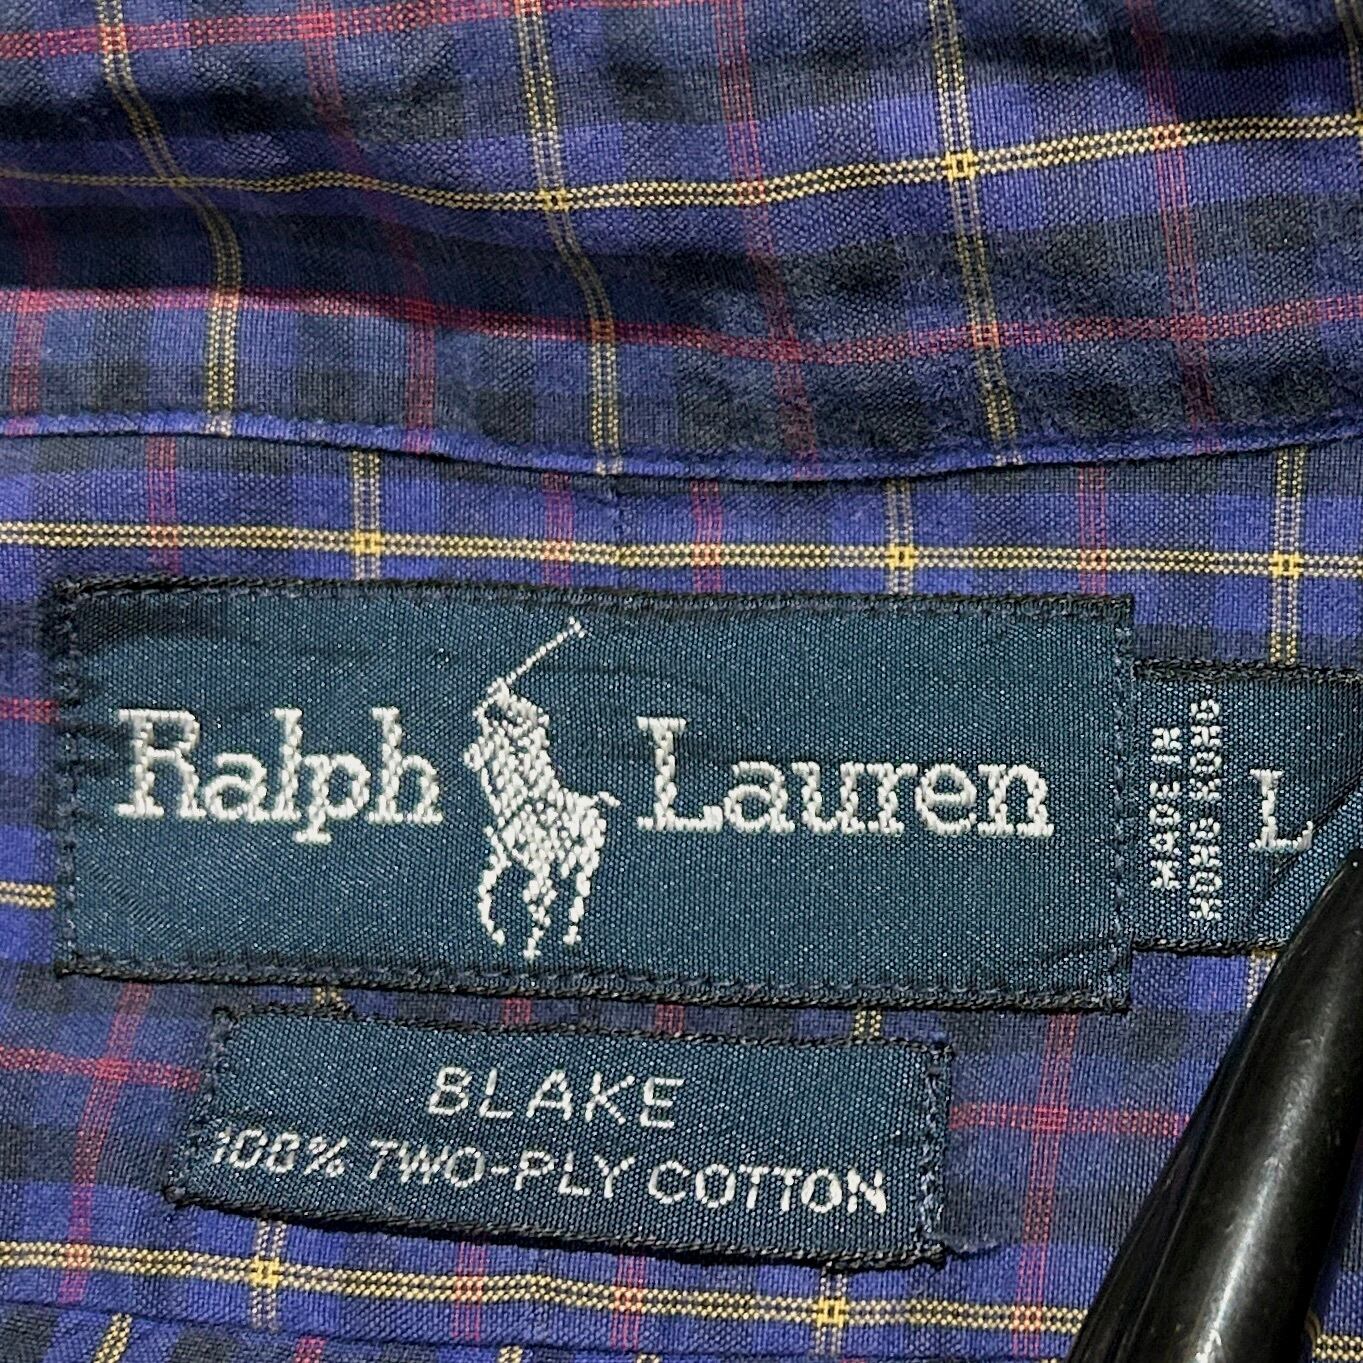 Ralph Lauren
MADE IN
HONG KONG
L
BLAKE
100% TWO-PLY COTTON